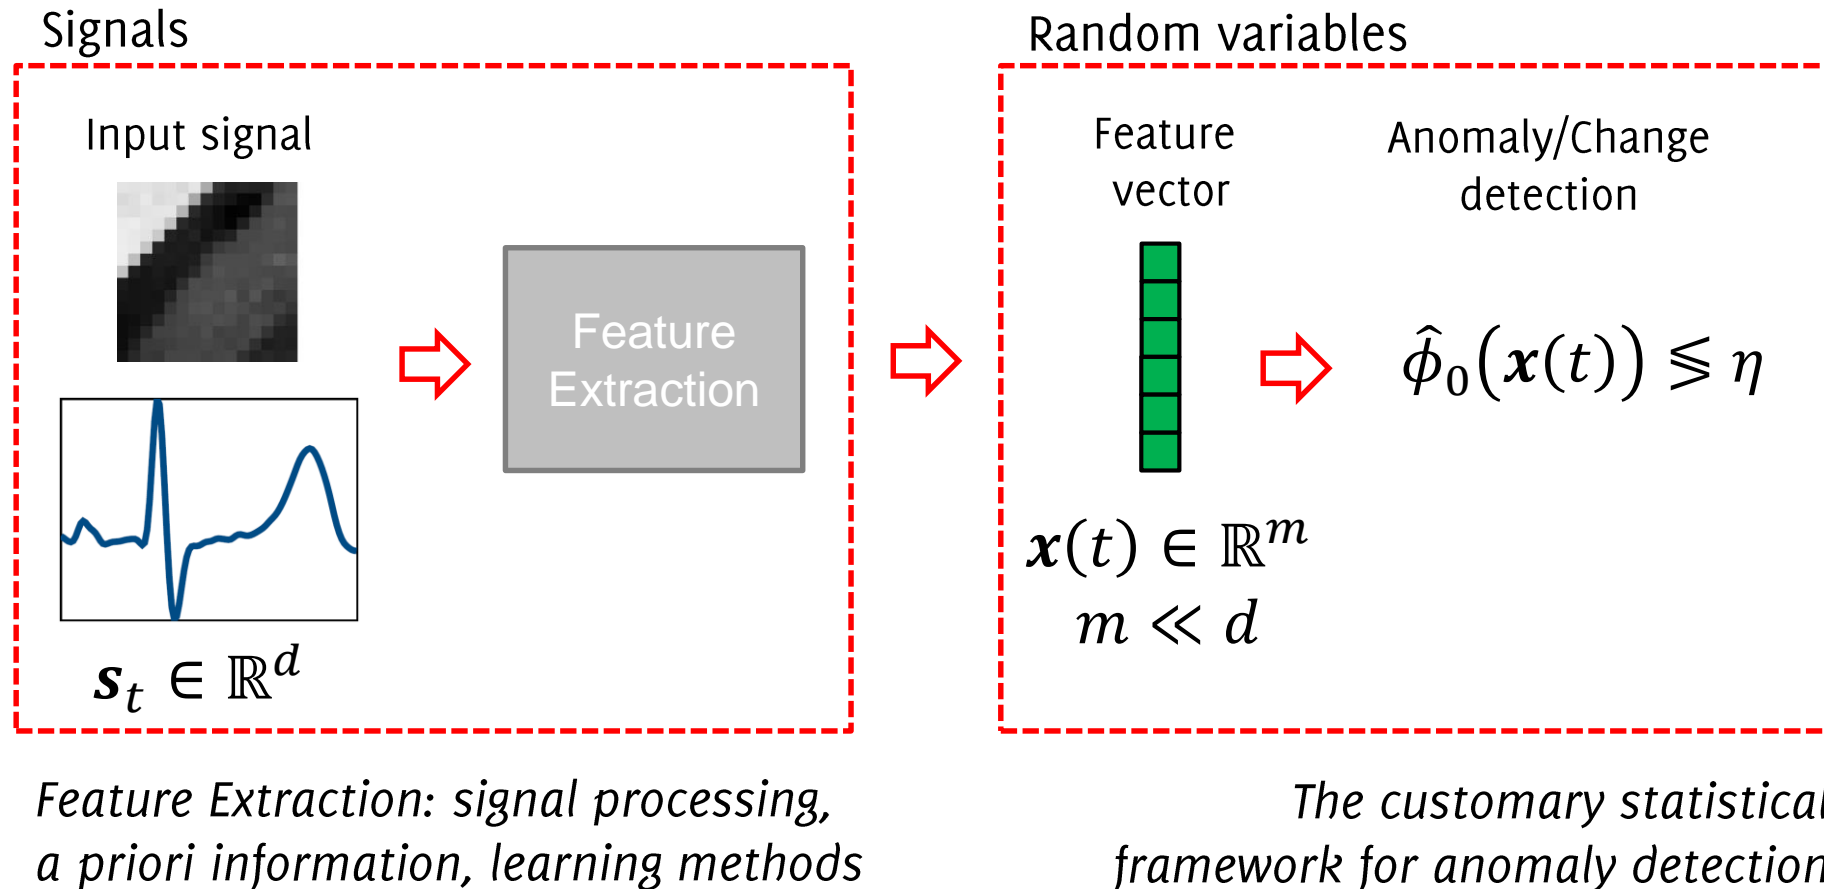 Signals
Input signal
𝒔ₜ ∈ ℝᵈ
Feature
Extraction
Feature Extraction: signal processing,
a priori information, learning methods
Random variables
Feature
vector
𝒙(𝑡) ∈ ℝᵐ
𝑚 ≪ 𝑑
Anomaly/Change
detection
𝜙̂₀(𝒙(𝑡)) ⋚ 𝜂
The customary statistical
framework for anomaly detection